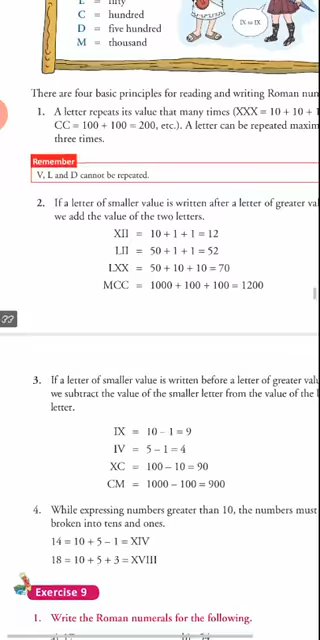 L = fifty
C = hundred
D = five hundred
M = thousand
IX to IX
There are four basic principles for reading and writing Roman num
1. A letter repeats its value that many times (XXX = 10 + 10 + 1
CC = 100 + 100 = 200, etc.). A letter can be repeated maxim
three times.
Remember
V, L and D cannot be repeated.
2. If a letter of smaller value is written after a letter of greater val
we add the value of the two letters.
XII = 10 + 1 + 1 = 12
LII = 50 + 1 + 1 = 52
LXX = 50 + 10 + 10 = 70
MCC = 1000 + 100 + 100 = 1200
33
3. If a letter of smaller value is written before a letter of greater valu
we subtract the value of the smaller letter from the value of the l
letter.
IX = 10 – 1 = 9
IV = 5 – 1 = 4
XC = 100 – 10 = 90
CM = 1000 – 100 = 900
4. While expressing numbers greater than 10, the numbers must
broken into tens and ones.
14 = 10 + 5 – 1 = XIV
18 = 10 + 5 + 3 = XVIII
Exercise 9
1. Write the Roman numerals for the following.